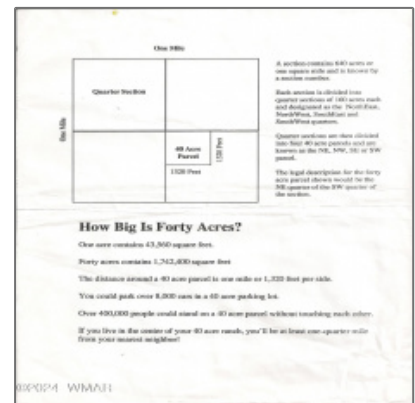 One Mile
Quarter Section
One Mile
40 Acre
Parcel
1320 Feet
1320 Feet
A section contains 640 acres or
one square mile and is known by
a section number.
Each section is divided into
quarter sections of 160 acres each
and designated as the NorthEast,
NorthWest, SouthEast and
SouthWest quarters.
Quarter sections are then divided
into four 40 acre parcels and are
known as the NE, NW, SE or SW
parcel.
The legal description for the forty
acre parcel shown would be the
NE quarter of the SW quarter of
the section.
How Big Is Forty Acres?
One acre contains 43,560 square feet.
Forty acres contains 1,742,400 square feet
The distance around a 40 acre parcel is one mile or 1,320 feet per side.
You could park over 8,000 cars in a 40 acre parking lot.
Over 400,000 people could stand on a 40 acre parcel without touching each other.
If you live in the center of your 40 acre ranch, you'll be at least one quarter mile
from your nearest neighbor!
©2024 WMAB